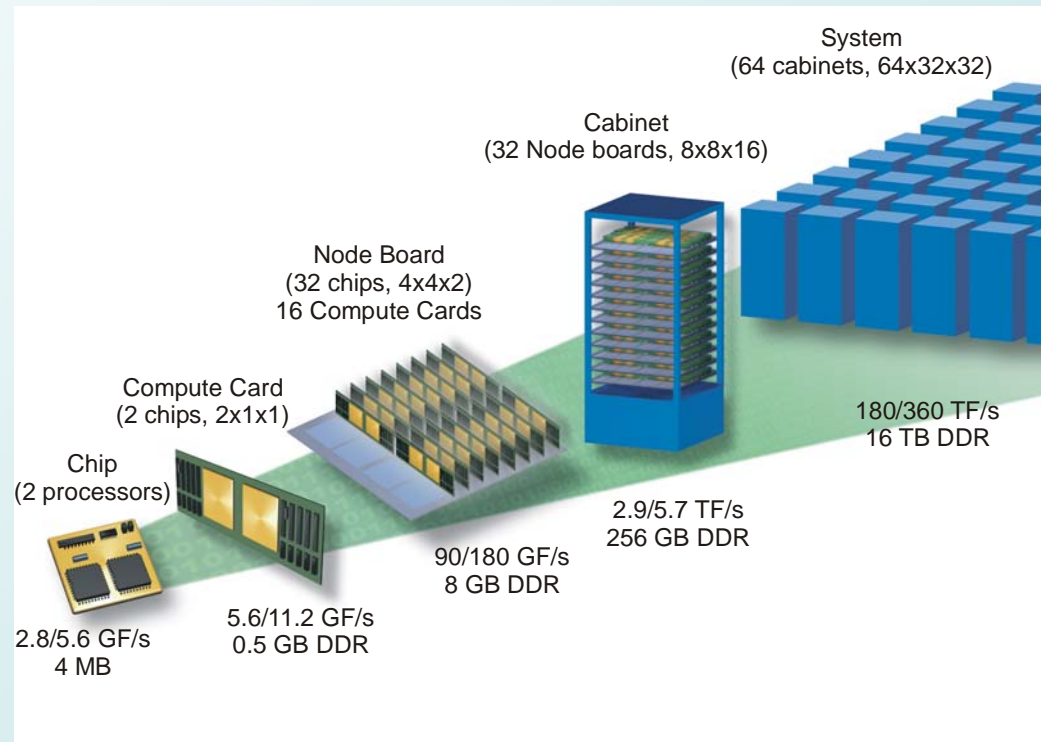 System
(64 cabinets, 64x32x32)
Cabinet
(32 Node boards, 8x8x16)
Node Board
(32 chips, 4x4x2)
16 Compute Cards
Compute Card
(2 chips, 2x1x1)
Chip
(2 processors)
180/360 TF/s
16 TB DDR
2.9/5.7 TF/s
256 GB DDR
90/180 GF/s
8 GB DDR
5.6/11.2 GF/s
0.5 GB DDR
2.8/5.6 GF/s
4 MB